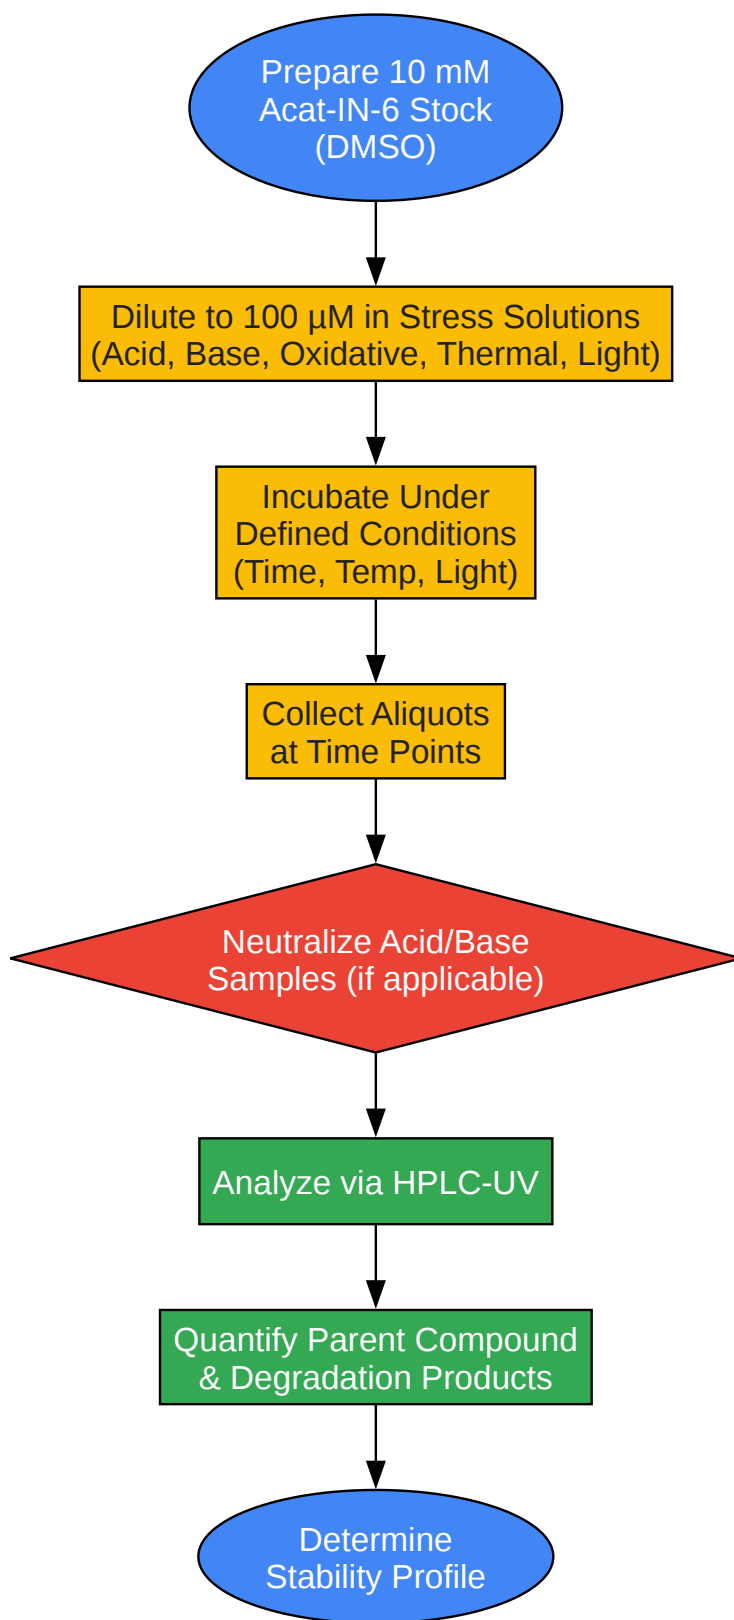 Prepare 10 mM
Acat-IN-6 Stock
(DMSO)
Dilute to 100 µM in Stress Solutions
(Acid, Base, Oxidative, Thermal, Light)
Incubate Under
Defined Conditions
(Time, Temp, Light)
Collect Aliquots
at Time Points
Neutralize Acid/Base
Samples (if applicable)
Analyze via HPLC-UV
Quantify Parent Compound
& Degradation Products
Determine
Stability Profile